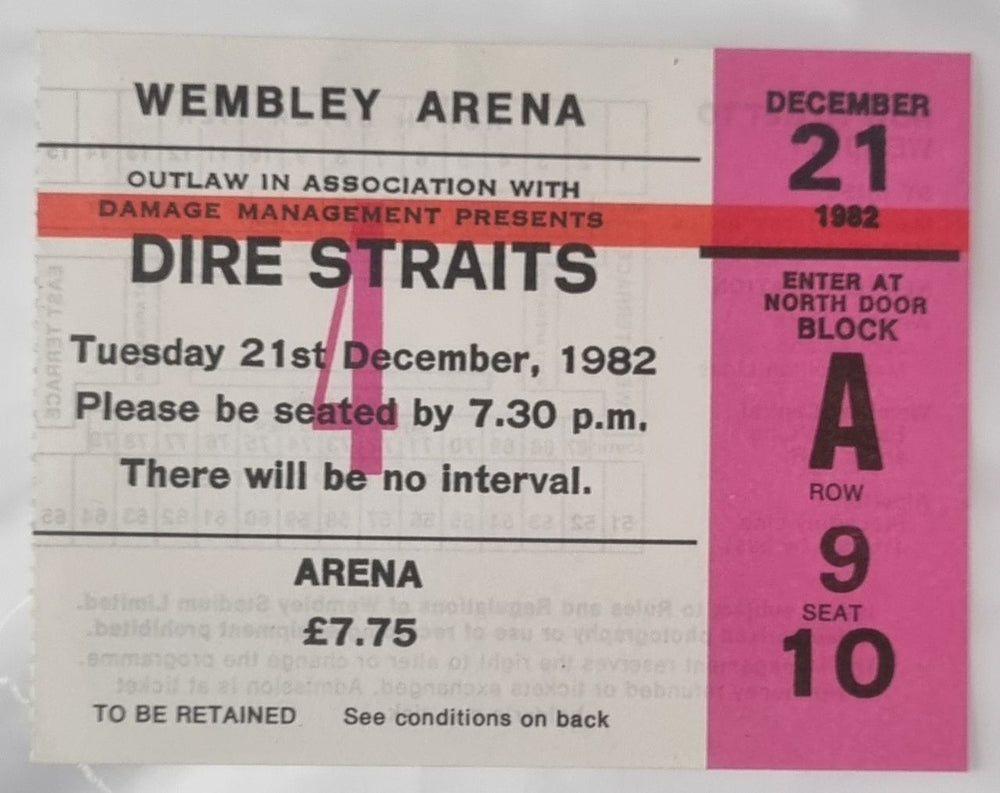 WEMBLEY ARENA
OUTLAW IN ASSOCIATION WITH
DAMAGE MANAGEMENT PRESENTS
DIRE STRAITS
4
Tuesday 21st December, 1982
Please be seated by 7.30 p.m.
There will be no interval.
ARENA
£7.75
TO BE RETAINED See conditions on back
DECEMBER
21
1982
ENTER AT
NORTH DOOR
BLOCK
A
ROW
9
SEAT
10